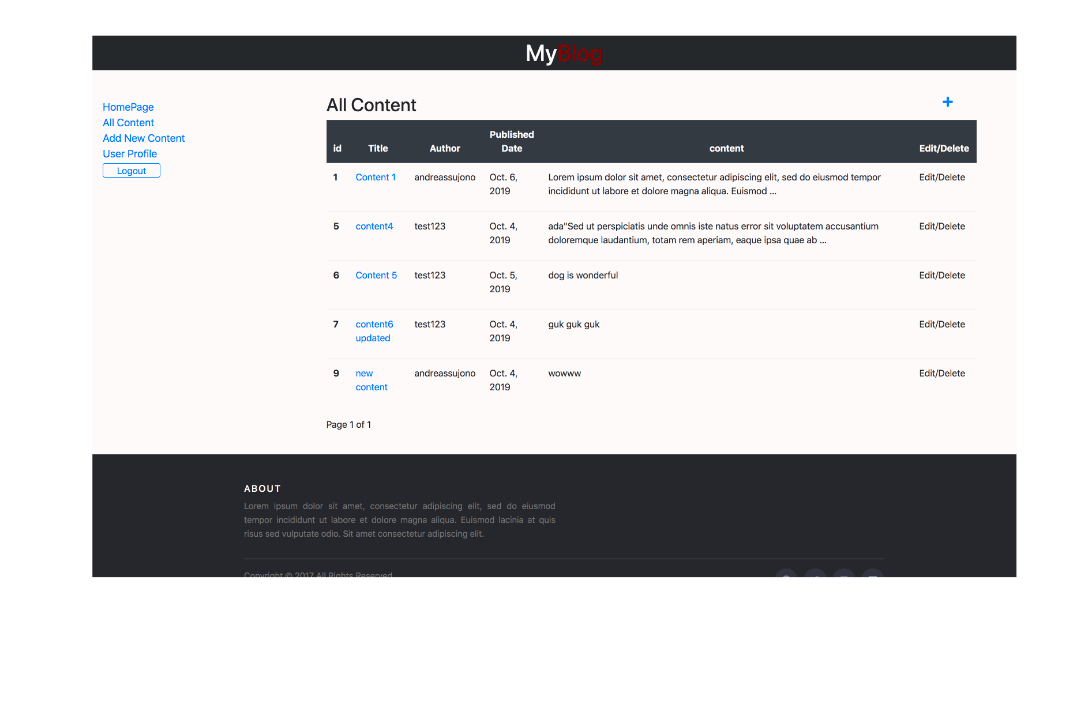 MyBlog
HomePage
All Content
Add New Content
User Profile
Logout
All Content
+
id Title Author Published Date content Edit/Delete
1 Content 1 andreassujono Oct. 6, 2019 Lorem ipsum dolor sit amet, consectetur adipiscing elit, sed do eiusmod tempor
incididunt ut labore et dolore magna aliqua. Euismod ... Edit/Delete
5 content4 test123 Oct. 4, 2019 ada"Sed ut perspiciatis unde omnis iste natus error sit voluptatem accusantium
doloremque laudantium, totam rem aperiam, eaque ipsa quae ab ... Edit/Delete
6 Content 5 test123 Oct. 5, 2019 dog is wonderful Edit/Delete
7 content6 updated test123 Oct. 4, 2019 guk guk guk Edit/Delete
9 new content andreassujono Oct. 4, 2019 wowww Edit/Delete
Page 1 of 1
ABOUT
Lorem ipsum dolor sit amet, consectetur adipiscing elit, sed do eiusmod
tempor incididunt ut labore et dolore magna aliqua. Euismod lacinia at quis
risus sed vulputate odio. Sit amet consectetur adipiscing elit.
Copyright © 2017 All Rights Reserved